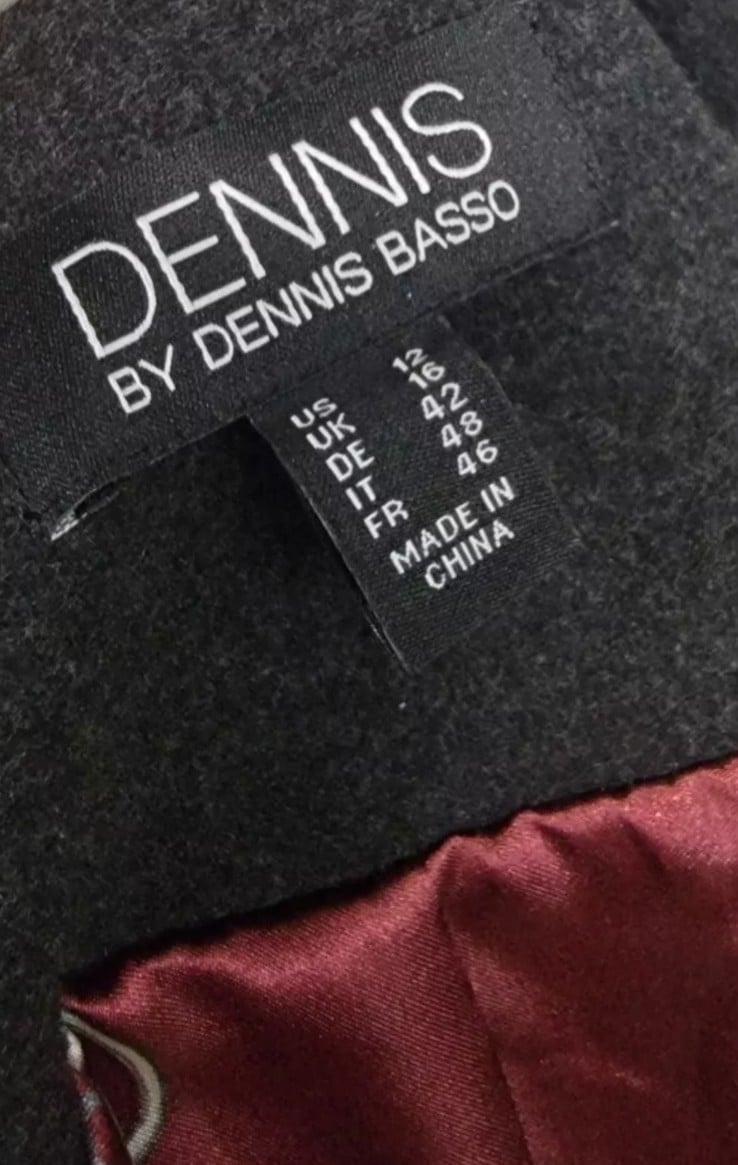 DENNIS
BY DENNIS BASSO
US 12
UK 16
DE 42
IT 48
FR 46
MADE IN
CHINA